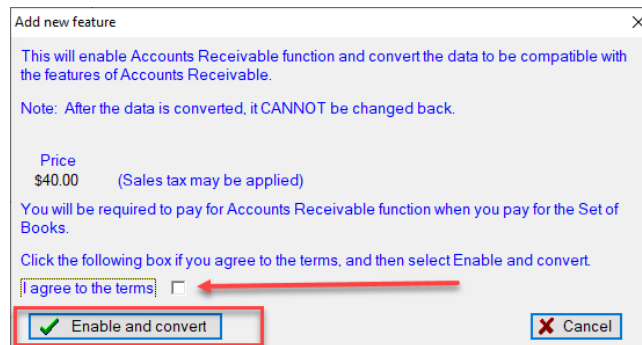 Add new feature
This will enable Accounts Receivable function and convert the data to be compatible with
the features of Accounts Receivable.
Note: After the data is converted, it CANNOT be changed back.
Price
$40.00 (Sales tax may be applied)
You will be required to pay for Accounts Receivable function when you pay for the Set of
Books.
Click the following box if you agree to the terms, and then select Enable and convert.
I agree to the terms
Enable and convert Cancel